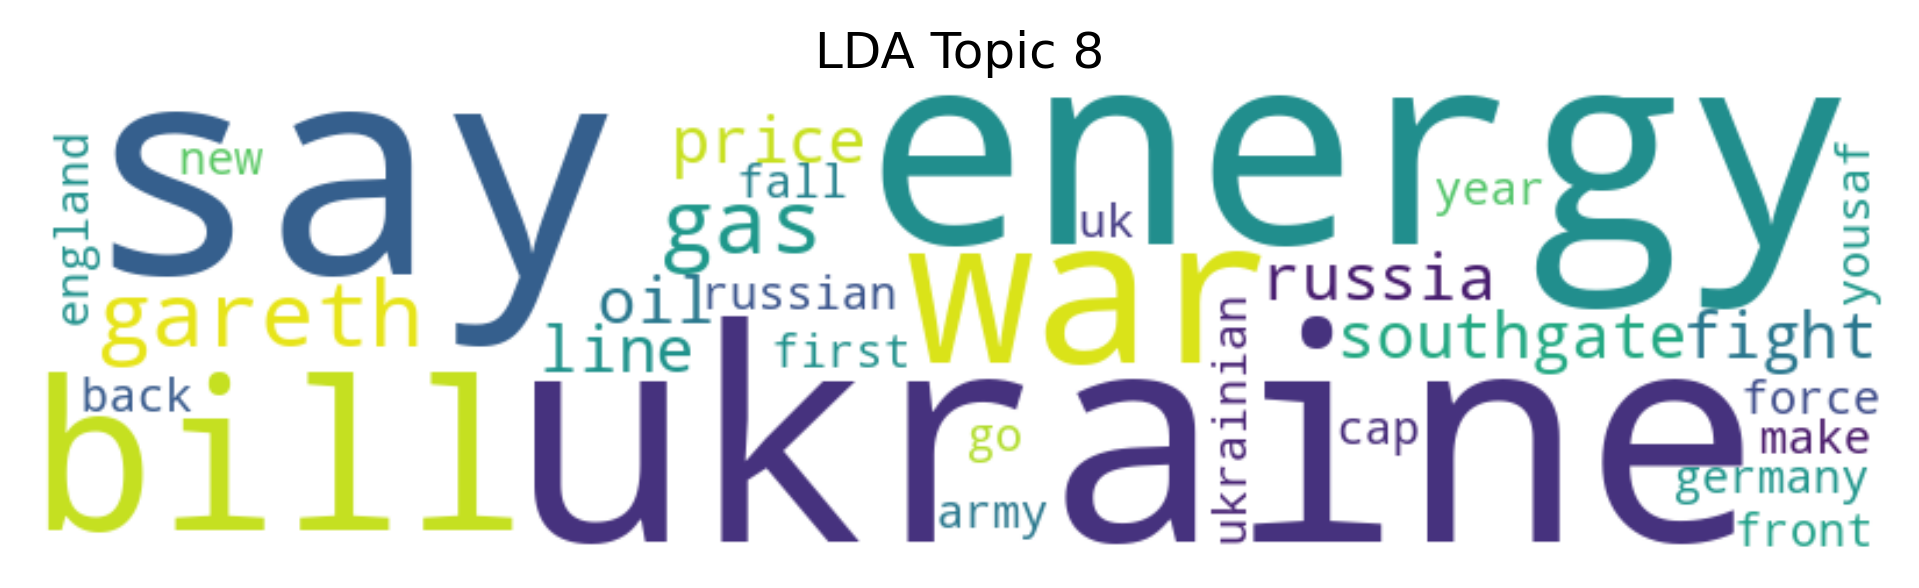 LDA Topic 8
say
energy
new
england
price
fall
gas
uk
year
yousaf
war
russia
gareth
oil
russian
line
first
southgate
fight
back
bill
ukraine
ukrainian
go
cap
army
force
make
germany
front